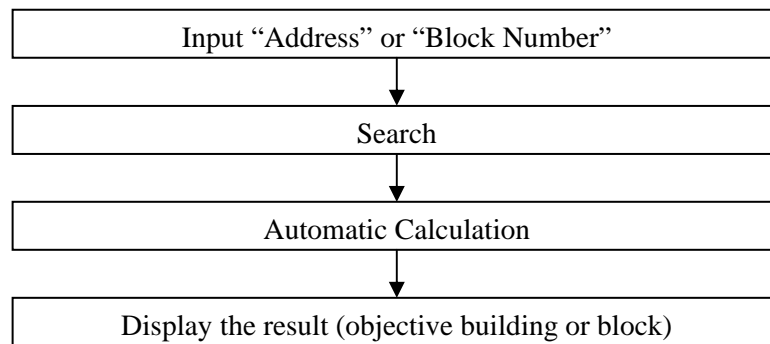 Input “Address” or “Block Number”
Search
Automatic Calculation
Display the result (objective building or block)